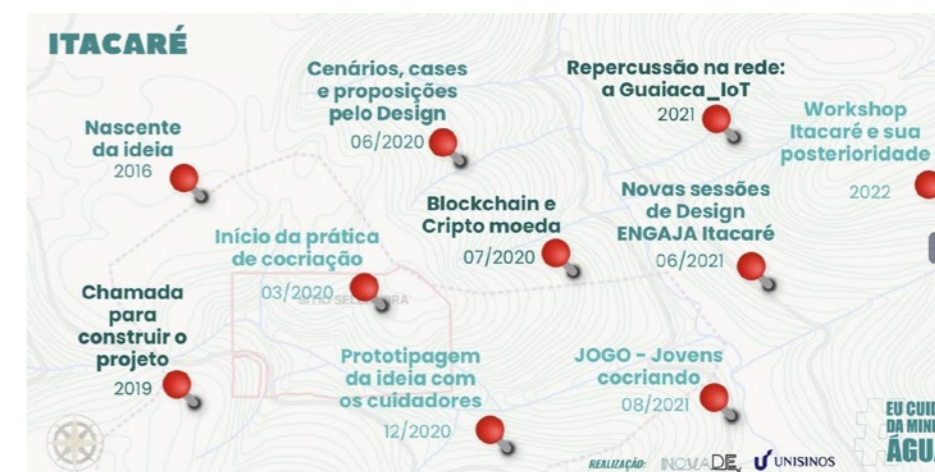 ITACARÉ
Nascente
da ideia
2016
Chamada
para
construir o
projeto
2019
Início da prática
de cocriação
03/2020
Cenários, cases
e proposições
pelo Design
06/2020
Blockchain e
Cripto moeda
07/2020
Prototipagem
da ideia com
os cuidadores
12/2020
Repercussão na rede:
a Guaiaca_IoT
2021
Novas sessões
de Design
ENGAJA Itacaré
06/2021
JOGO - Jovens
cocriando
08/2021
Workshop
Itacaré e sua
posterioridade
2022
REALIZAÇÃO: INOVADE UNISINOS
EU CUID
DA MINH
ÁGUA